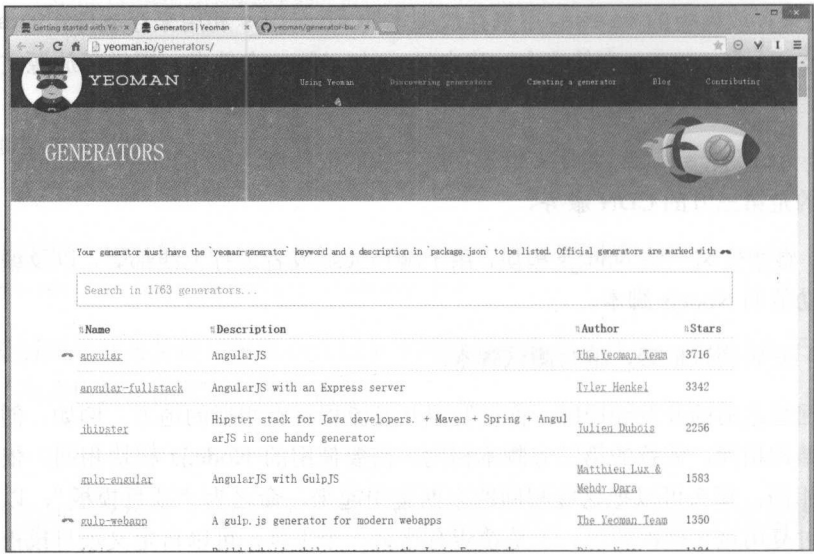 Getting started with Ye
Generators | Yeoman
yeoman/generator-bac
yeoman.io/generators/
YEOMAN
Using Yeoman
Discovering generators
Creating a generator
Blog
Contributing
GENERATORS
Your generator must have the `yeoman-generator` keyword and a description in `package.json` to be listed. Official generators are marked with
Search in 1763 generators...
Name Description Author Stars
angular AngularJS The Yeoman Team 3716
angular-fullstack AngularJS with an Express server Tyler Henkel 3342
jhipster Hipster stack for Java developers. + Maven + Spring + Angul
arJS in one handy generator Julien Dubois 2256
gulp-angular AngularJS with GulpJS Matthieu Lux &
Mehdy Dara 1583
gulp-webapp A gulp.js generator for modern webapps The Yeoman Team 1350